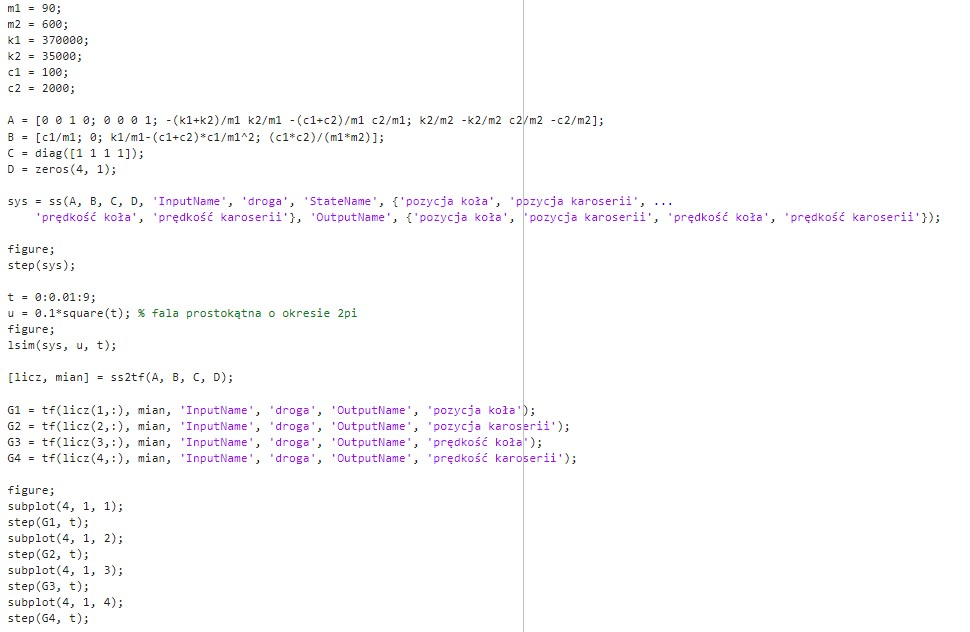 m1 = 90;
m2 = 600;
k1 = 370000;
k2 = 35000;
c1 = 100;
c2 = 2000;
A = [0 0 1 0; 0 0 0 1; -(k1+k2)/m1 k2/m1 -(c1+c2)/m1 c2/m1; k2/m2 -k2/m2 c2/m2 -c2/m2];
B = [c1/m1; 0; k1/m1-(c1+c2)*c1/m1^2; (c1*c2)/(m1*m2)];
C = diag([1 1 1 1]);
D = zeros(4, 1);
sys = ss(A, B, C, D, 'InputName', 'droga', 'StateName', {'pozycja koła', 'pozycja karoserii', ...
'prędkość koła', 'prędkość karoserii'}, 'OutputName', {'pozycja koła', 'pozycja karoserii', 'prędkość koła', 'prędkość karoserii'});
figure;
step(sys);
t = 0:0.01:9;
u = 0.1*square(t); % fala prostokątna o okresie 2pi
figure;
lsim(sys, u, t);
[licz, mian] = ss2tf(A, B, C, D);
G1 = tf(licz(1,:), mian, 'InputName', 'droga', 'OutputName', 'pozycja koła');
G2 = tf(licz(2,:), mian, 'InputName', 'droga', 'OutputName', 'pozycja karoserii');
G3 = tf(licz(3,:), mian, 'InputName', 'droga', 'OutputName', 'prędkość koła');
G4 = tf(licz(4,:), mian, 'InputName', 'droga', 'OutputName', 'prędkość karoserii');
figure;
subplot(4, 1, 1);
step(G1, t);
subplot(4, 1, 2);
step(G2, t);
subplot(4, 1, 3);
step(G3, t);
subplot(4, 1, 4);
step(G4, t);